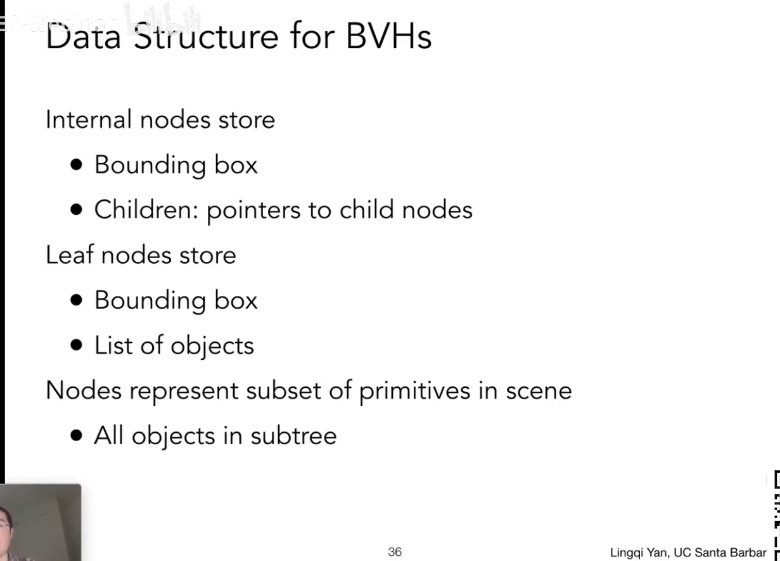 Data Structure for BVHs
Internal nodes store
• Bounding box
• Children: pointers to child nodes
Leaf nodes store
• Bounding box
• List of objects
Nodes represent subset of primitives in scene
• All objects in subtree
36
Lingqi Yan, UC Santa Barbar